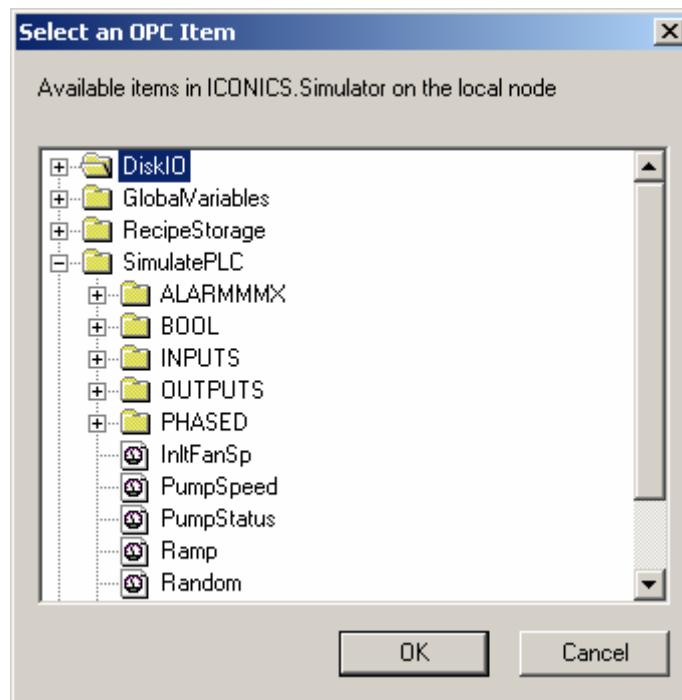 Select an OPC Item
Available items in ICONICS.Simulator on the local node
DiskIO
GlobalVariables
RecipeStorage
SimulatePLC
ALARMMMX
BOOL
INPUTS
OUTPUTS
PHASED
InltFanSp
PumpSpeed
PumpStatus
Ramp
Random
OK
Cancel